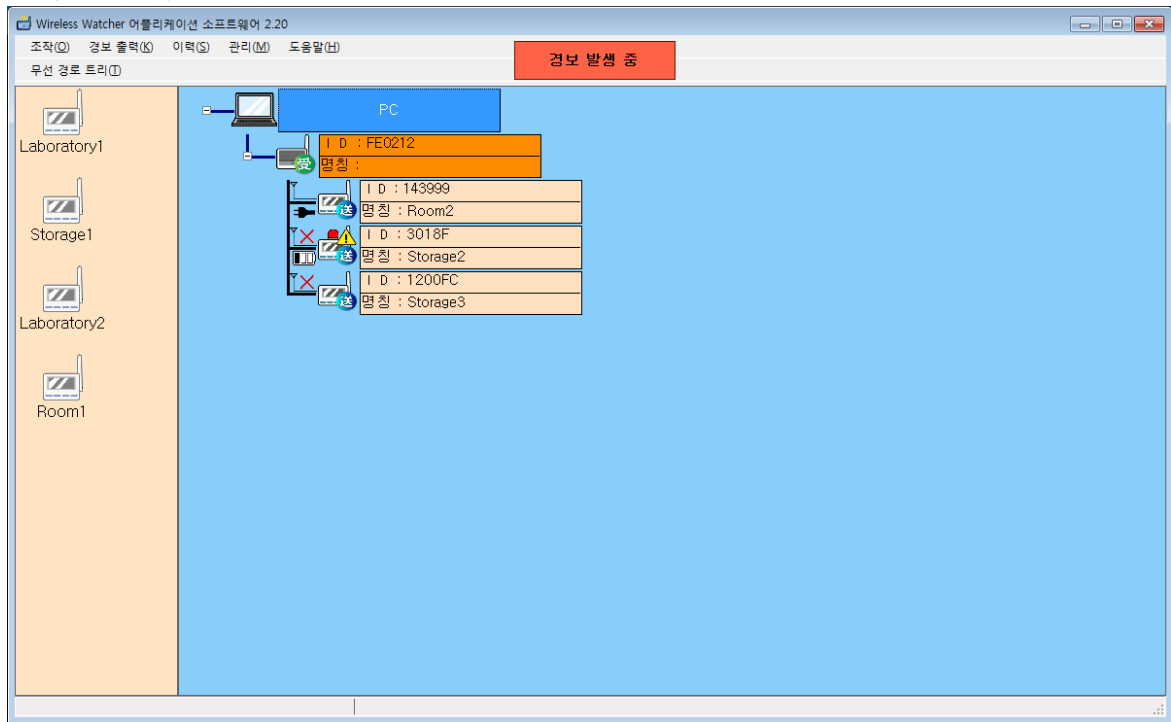 Wireless Watcher 어플리케이션 소프트웨어 2.20
조작(O) 경보 출력(K) 이력(S) 관리(M) 도움말(H)
경보 발생 중
무선 경로 트리(T)
Laboratory1
Storage1
Laboratory2
Room1
PC
I D : FE0212
명칭 :
受
I D : 143999
명칭 : Room2
送
I D : 3018F
명칭 : Storage2
送
I D : 1200FC
명칭 : Storage3
送